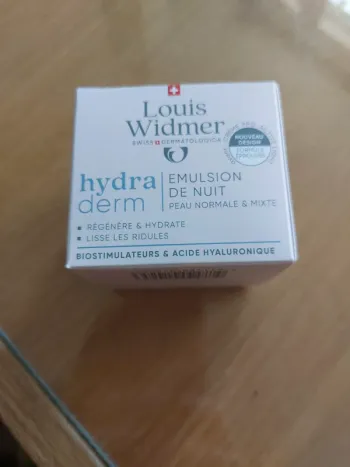 Louis
Widmer
SWISS DERMATOLOGICA
NOUVEAU
DESIGN
hydra
derm
EMULSION
DE NUIT
PEAU NORMALE & MIXTE
RÉGÉNÈRE & HYDRATE
LISSE LES RIDULES
BIOSTIMULATEURS & ACIDE HYALURONIQUE